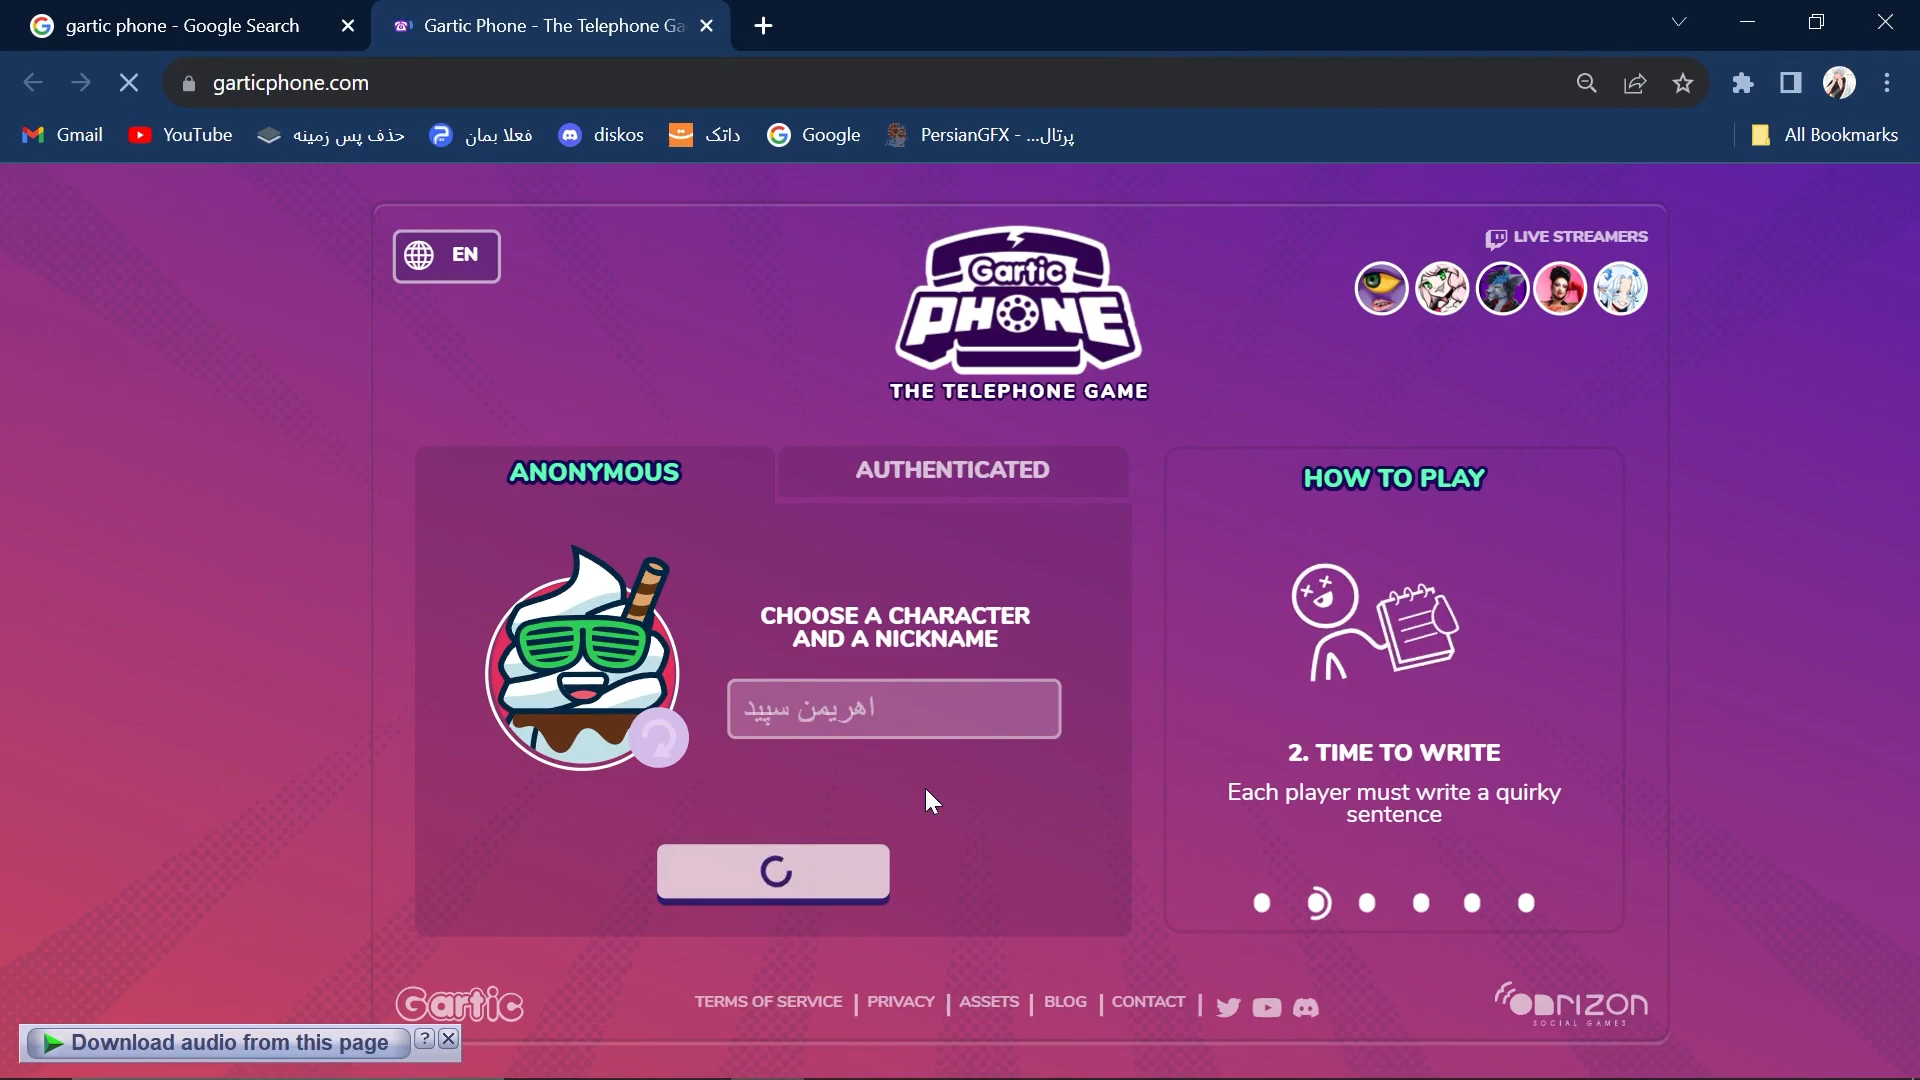 gartic phone - Google Search
Gartic Phone - The Telephone Ga
garticphone.com
Gmail
YouTube
حذف پس زمینه
فعلا بمان
diskos
داتک
Google
PersianGFX - ...پرتال
All Bookmarks
EN
Gartic
PHONE
THE TELEPHONE GAME
LIVE STREAMERS
ANONYMOUS
AUTHENTICATED
CHOOSE A CHARACTER
AND A NICKNAME
اهریمن سپید
HOW TO PLAY
2. TIME TO WRITE
Each player must write a quirky
sentence
Gartic
TERMS OF SERVICE | PRIVACY | ASSETS | BLOG | CONTACT |
ONRIZON
SOCIAL GAMES
Download audio from this page
?